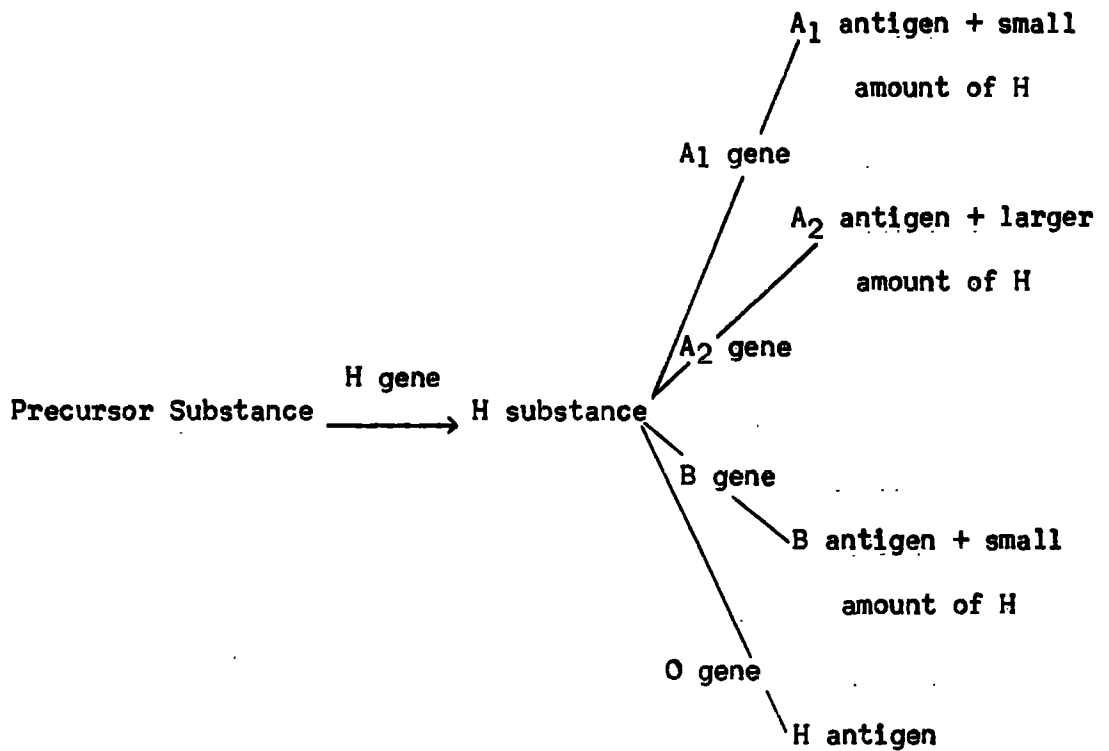 A1 antigen + small
amount of H
A1 gene
A2 antigen + larger
amount of H
A2 gene
H gene
Precursor Substance
H substance
B gene
B antigen + small
amount of H
O gene
H antigen